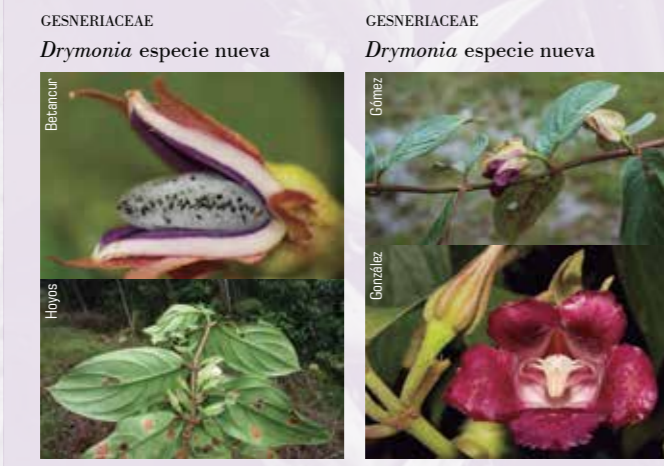 GESNERIACEAE
Drymonia especie nueva
Betancur
Hoyos
GESNERIACEAE
Drymonia especie nueva
Gómez
González